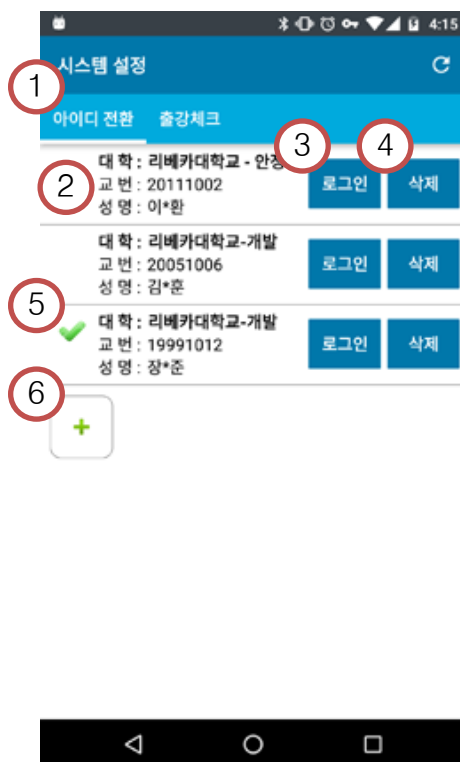 4:15
시스템 설정
1
아이디 전환 출강체크
3 4
대 학 : 리베카대학교 - 안정
2 교 번 : 20111002 로그인 삭제
성 명 : 이*환
대 학 : 리베카대학교-개발
교 번 : 20051006 로그인 삭제
성 명 : 김*훈
5
대 학 : 리베카대학교-개발
교 번 : 19991012 로그인 삭제
성 명 : 장*준
6
+